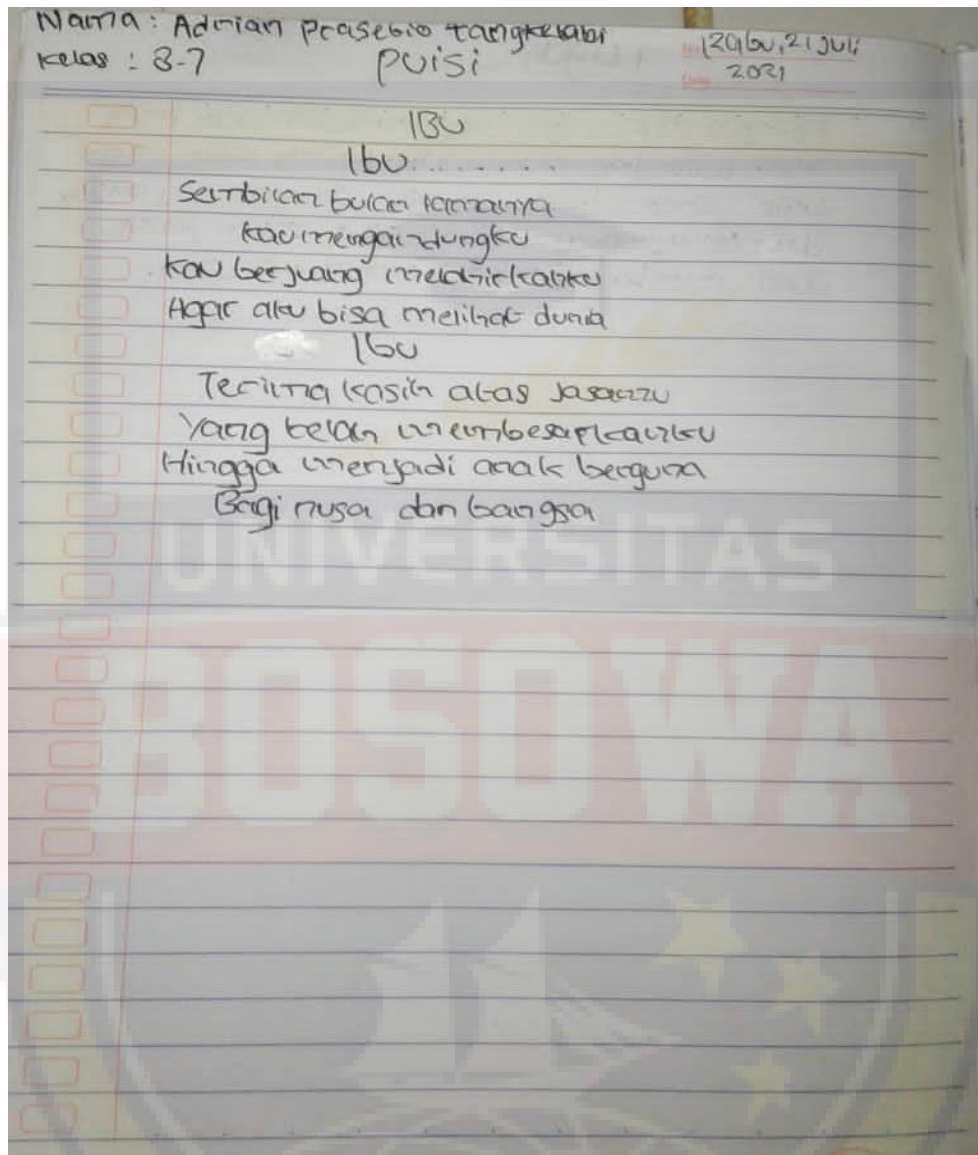 Nama : Adrian Prasetio tangkelabi
Rabu, 21 Juli
Kelas : 8-7
Puisi
2021
IBU
Ibu........
Sembilan bulan lamanya
Kau mengandungku
Kau berjuang melahirkanku
Agar aku bisa melihat dunia
Ibu
Terima kasih atas jasamu
Yang telah membesarkanku
Hingga menjadi anak berguna
Bagi nusa dan bangsa
UNIVERSITAS
BOSOWA